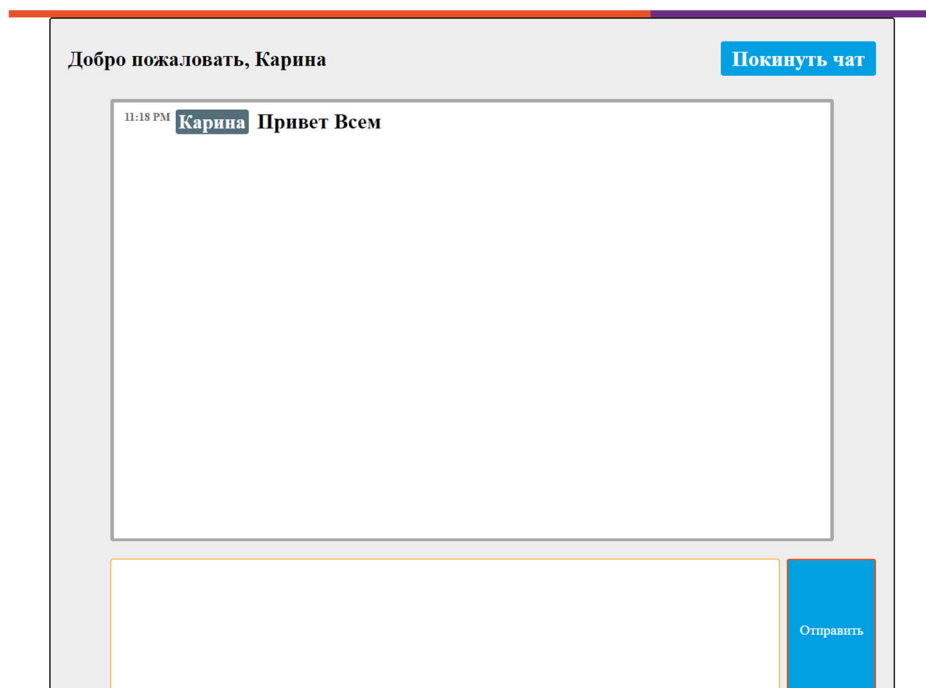 Добро пожаловать, Карина
Покинуть чат
11:18 PM Карина Привет Всем
Отправить